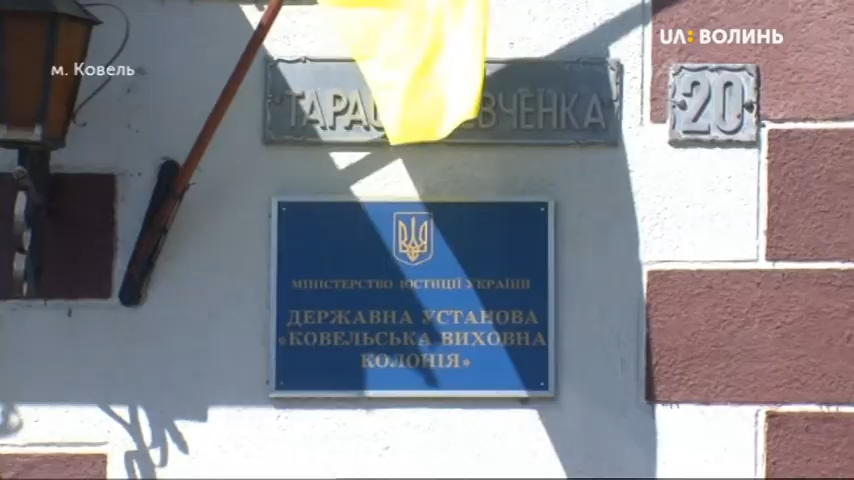 UA: ВОЛИНЬ
м. Ковель
20
МІНІСТЕРСТВО ЮСТИЦІЇ УКРАЇНИ
ДЕРЖАВНА УСТАНОВА
«КОВЕЛЬСЬКА ВИХОВНА
КОЛОНІЯ»